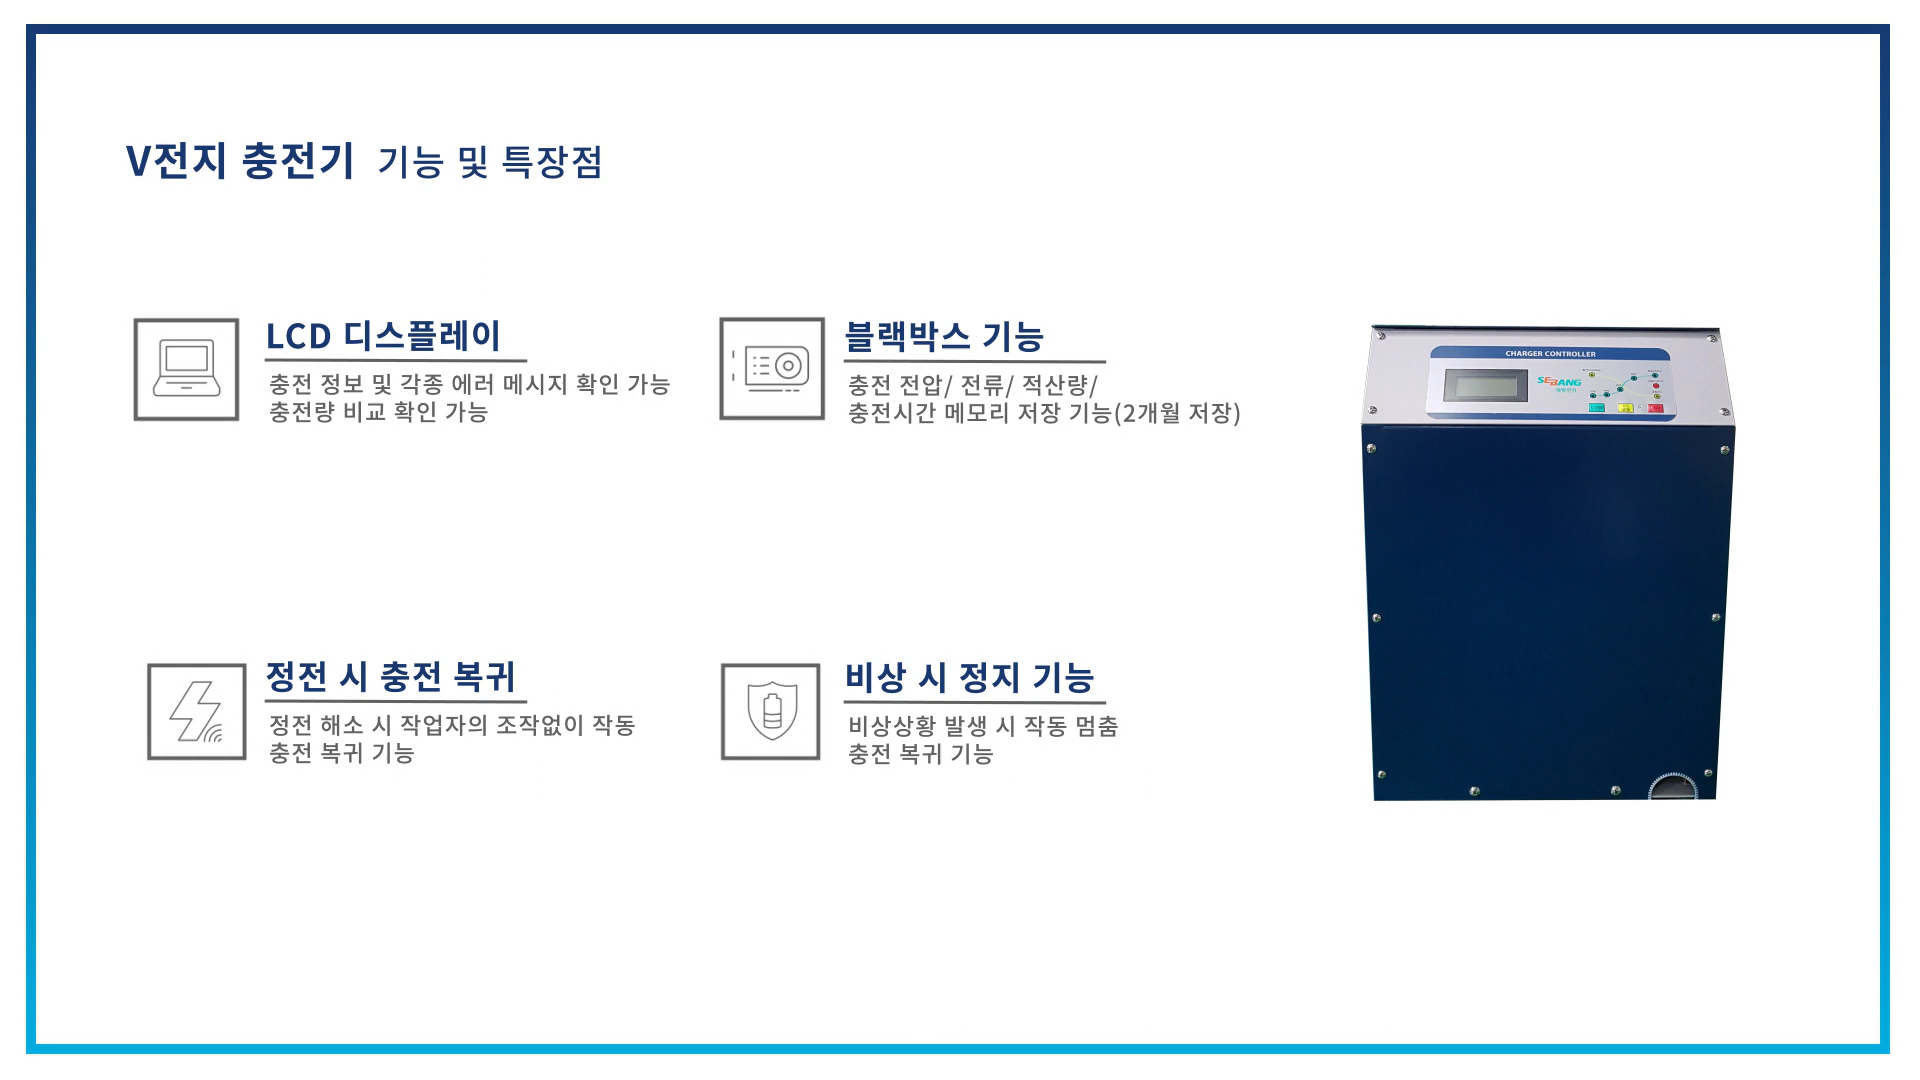 V전지 충전기 기능 및 특장점
LCD 디스플레이
충전 정보 및 각종 에러 메시지 확인 가능
충전량 비교 확인 가능
블랙박스 기능
충전 전압/ 전류/ 적산량/
충전시간 메모리 저장 기능(2개월 저장)
정전 시 충전 복귀
정전 해소 시 작업자의 조작없이 작동
충전 복귀 기능
비상 시 정지 기능
비상상황 발생 시 작동 멈춤
충전 복귀 기능
CHARGER CONTROLLER
SEBANG
세방전지